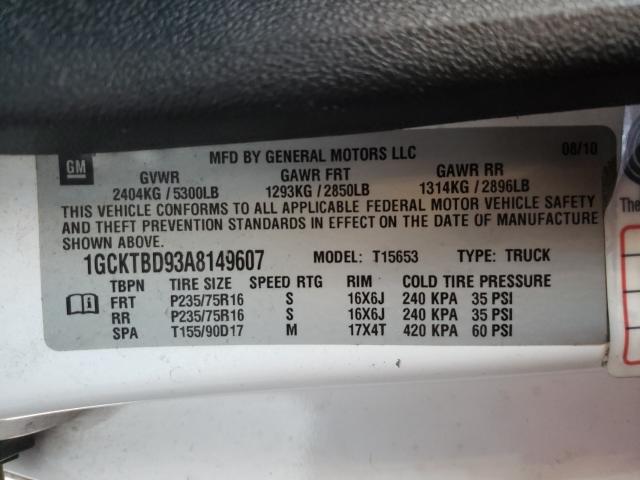 GM
MFD BY GENERAL MOTORS LLC 08/10
GVWR GAWR FRT GAWR RR
2404KG / 5300LB 1293KG / 2850LB 1314KG / 2896LB
THIS VEHICLE CONFORMS TO ALL APPLICABLE FEDERAL MOTOR VEHICLE SAFETY
AND THEFT PREVENTION STANDARDS IN EFFECT ON THE DATE OF MANUFACTURE
SHOWN ABOVE.
1GCKTBD93A8149607 MODEL: T15653 TYPE: TRUCK
TBPN TIRE SIZE SPEED RTG RIM COLD TIRE PRESSURE
FRT P235/75R16 S 16X6J 240 KPA 35 PSI
RR P235/75R16 S 16X6J 240 KPA 35 PSI
SPA T155/90D17 M 17X4T 420 KPA 60 PSI